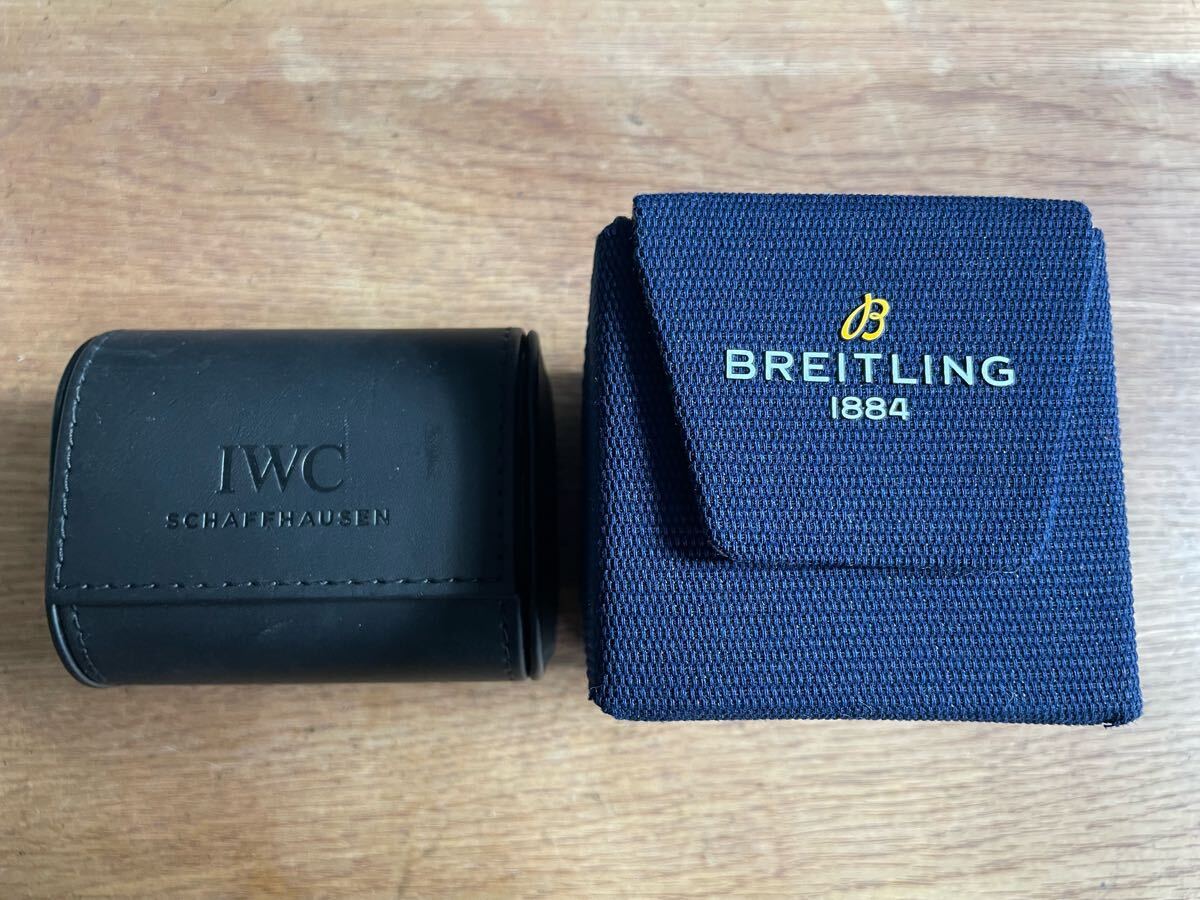 IWC
SCHAFFHAUSEN
B
BREITLING
1884